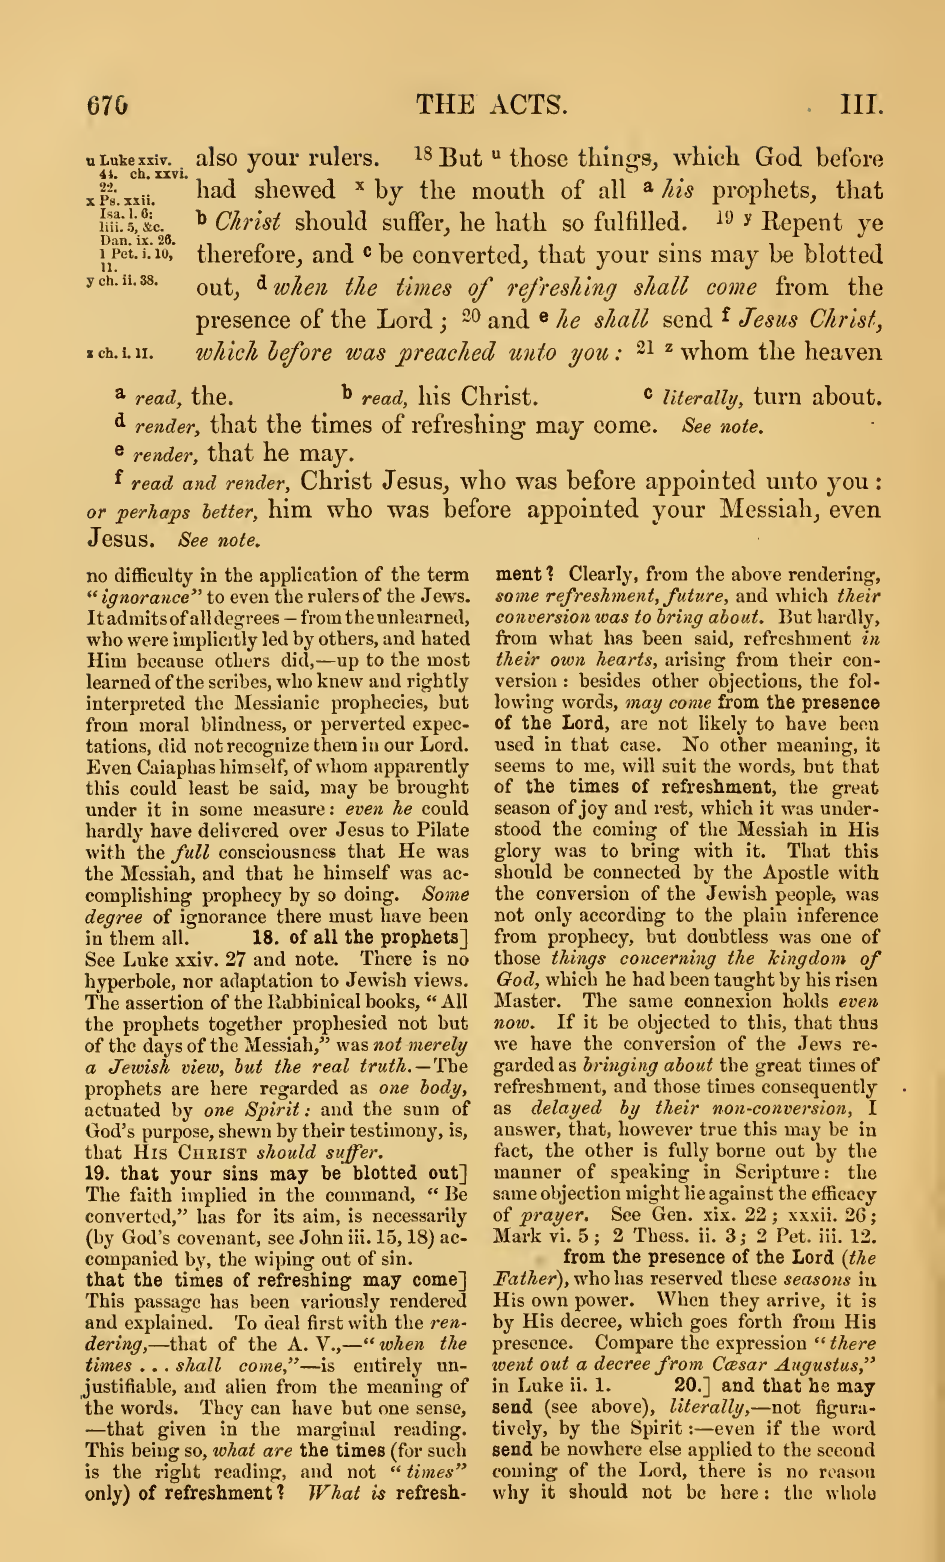 676 THE ACTS. III.
u Luke xxiv.
44. ch. xxvi.
22.
x Ps. xxii.
Isa. l. 6:
liii. 5, &c.
Dan. ix. 26.
1 Pet. i. 10,
11.
y ch. ii. 38.
z ch. i. 11.
also your rulers. 18 But u those things, which God before
had shewed x by the mouth of all a his prophets, that
b Christ should suffer, he hath so fulfilled. 19 y Repent ye
therefore, and c be converted, that your sins may be blotted
out, d when the times of refreshing shall come from the
presence of the Lord ; 20 and e he shall send f Jesus Christ,
which before was preached unto you : 21 z whom the heaven
a read, the. b read, his Christ. c literally, turn about.
d render, that the times of refreshing may come. See note.
e render, that he may.
f read and render, Christ Jesus, who was before appointed unto you :
or perhaps better, him who was before appointed your Messiah, even
Jesus. See note.
no difficulty in the application of the term
“ ignorance” to even the rulers of the Jews.
It admits of all degrees – from the unlearned,
who were implicitly led by others, and hated
Him because others did,—up to the most
learned of the scribes, who knew and rightly
interpreted the Messianic prophecies, but
from moral blindness, or perverted expec-
tations, did not recognize them in our Lord.
Even Caiaphas himself, of whom apparently
this could least be said, may be brought
under it in some measure : even he could
hardly have delivered over Jesus to Pilate
with the full consciousness that He was
the Messiah, and that he himself was ac-
complishing prophecy by so doing. Some
degree of ignorance there must have been
in them all. 18. of all the prophets]
See Luke xxiv. 27 and note. There is no
hyperbole, nor adaptation to Jewish views.
The assertion of the Rabbinical books, “ All
the prophets together prophesied not but
of the days of the Messiah,” was not merely
a Jewish view, but the real truth.—The
prophets are here regarded as one body,
actuated by one Spirit : and the sum of
God’s purpose, shewn by their testimony, is,
that HIS CHRIST should suffer.
19. that your sins may be blotted out]
The faith implied in the command, “ Be
converted,” has for its aim, is necessarily
(by God’s covenant, see John iii. 15, 18) ac-
companied by, the wiping out of sin.
that the times of refreshing may come]
This passage has been variously rendered
and explained. To deal first with the ren-
dering,—that of the A. V.,—“ when the
times . . . shall come,”—is entirely un-
justifiable, and alien from the meaning of
the words. They can have but one sense,
—that given in the marginal reading.
This being so, what are the times (for such
is the right reading, and not “ times”
only) of refreshment ? What is refresh-
ment ? Clearly, from the above rendering,
some refreshment, future, and which their
conversion was to bring about. But hardly,
from what has been said, refreshment in
their own hearts, arising from their con-
version : besides other objections, the fol-
lowing words, may come from the presence
of the Lord, are not likely to have been
used in that case. No other meaning, it
seems to me, will suit the words, but that
of the times of refreshment, the great
season of joy and rest, which it was under-
stood the coming of the Messiah in His
glory was to bring with it. That this
should be connected by the Apostle with
the conversion of the Jewish people, was
not only according to the plain inference
from prophecy, but doubtless was one of
those things concerning the kingdom of
God, which he had been taught by his risen
Master. The same connexion holds even
now. If it be objected to this, that thus
we have the conversion of the Jews re-
garded as bringing about the great times of
refreshment, and those times consequently
as delayed by their non-conversion, I
answer, that, however true this may be in
fact, the other is fully borne out by the
manner of speaking in Scripture : the
same objection might lie against the efficacy
of prayer. See Gen. xix. 22 ; xxxii. 26 ;
Mark vi. 5 ; 2 Thess. ii. 3 ; 2 Pet. iii. 12.
from the presence of the Lord (the
Father), who has reserved these seasons in
His own power. When they arrive, it is
by His decree, which goes forth from His
presence. Compare the expression “ there
went out a decree from Cæsar Augustus,”
in Luke ii. 1. 20.] and that he may
send (see above), literally,—not figura-
tively, by the Spirit :—even if the word
send be nowhere else applied to the second
coming of the Lord, there is no reason
why it should not be here : the whole